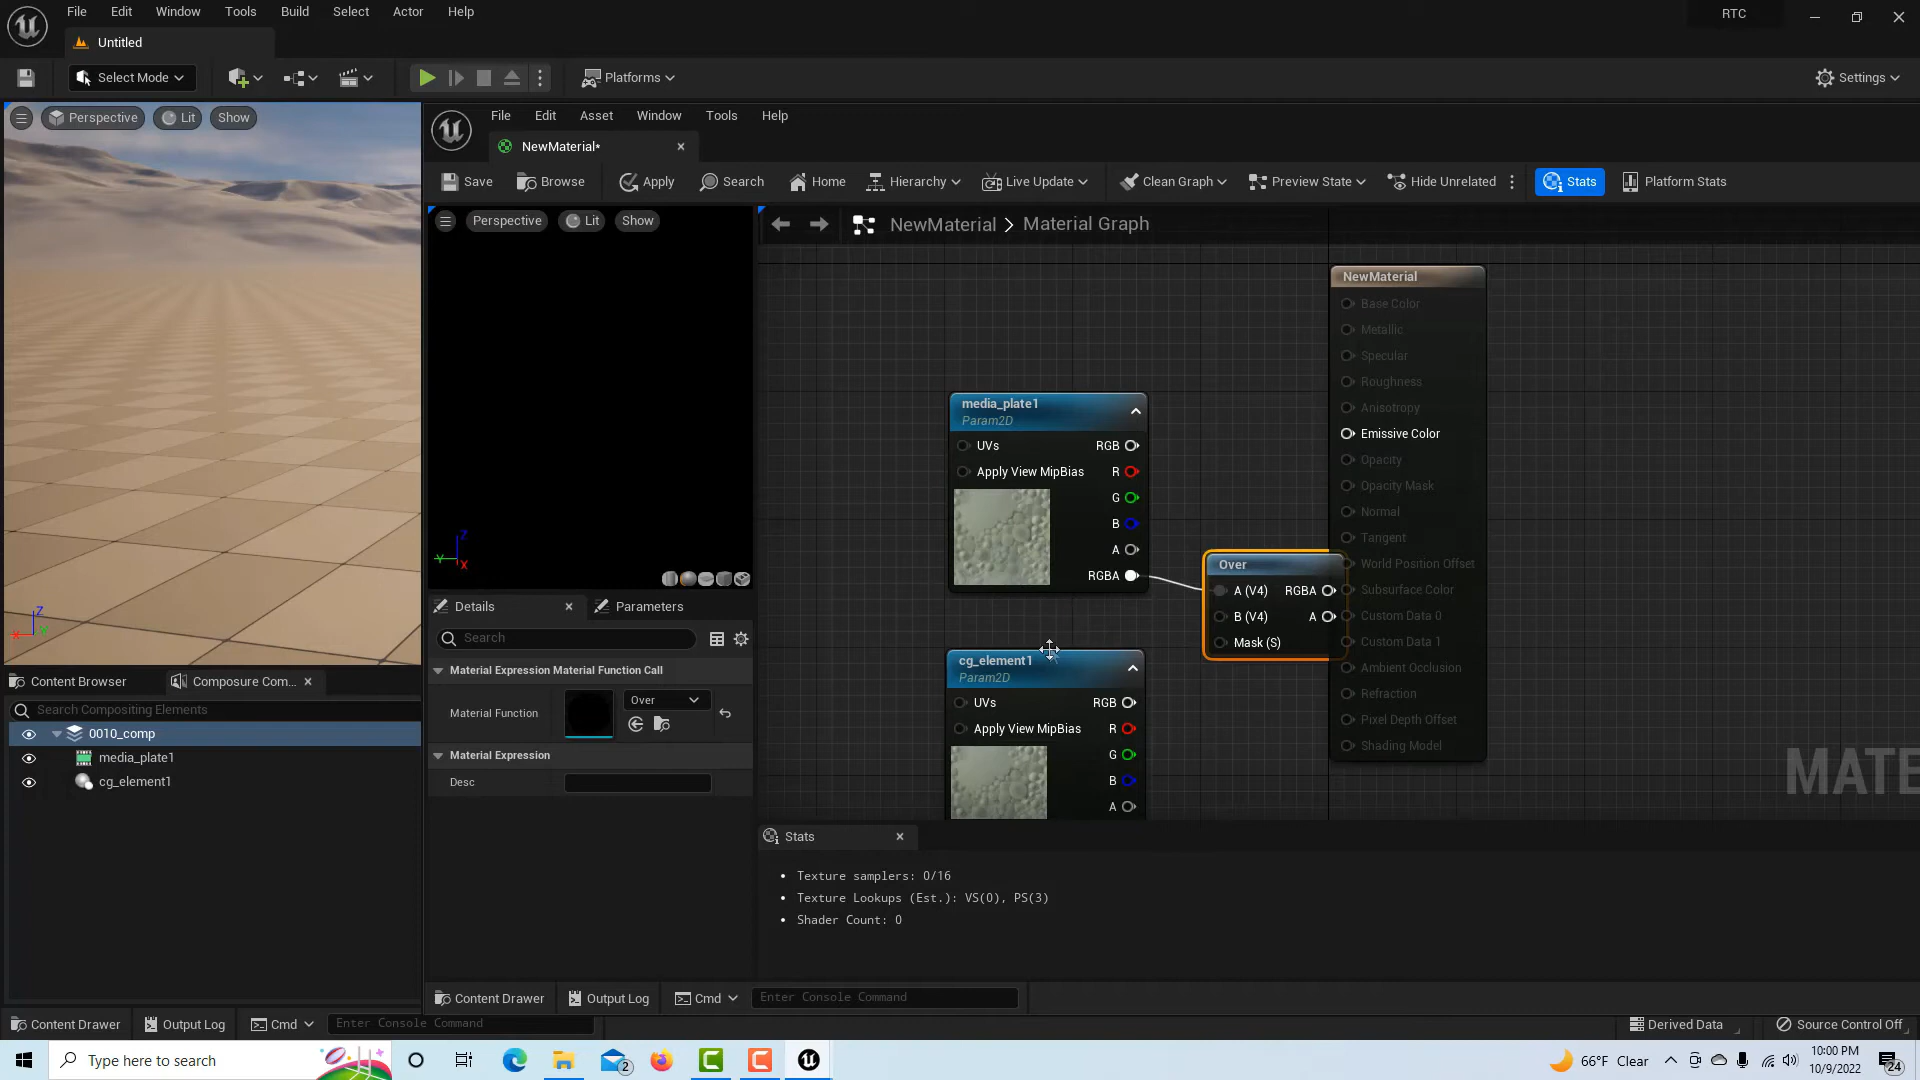 File Edit Window Tools Build Select Actor Help
RTC
Untitled
Select Mode
Platforms
Settings
Perspective Lit Show
File Edit Asset Window Tools Help
NewMaterial*
Save Browse Apply Search Home Hierarchy Live Update Clean Graph Preview State Hide Unrelated Stats Platform Stats
Perspective Lit Show
NewMaterial > Material Graph
NewMaterial
Base Color
Metallic
Specular
Roughness
Anisotropy
Emissive Color
Opacity
Opacity Mask
Normal
Tangent
World Position Offset
Subsurface Color
Custom Data 0
Custom Data 1
Ambient Occlusion
Refraction
Pixel Depth Offset
Shading Model
media_plate1
Param2D
UVs RGB
Apply View MipBias R
G
B
A
RGBA
Over
A (V4) RGBA
B (V4) A
Mask (S)
cg_element1
Param2D
UVs RGB
Apply View MipBias R
G
B
A
MATE
Z
Y
X
Z
X
Y
Details
Parameters
Search
Material Expression Material Function Call
Material Function
Over
Material Expression
Desc
Content Browser
Composure Com...
Search Compositing Elements
0010_comp
media_plate1
cg_element1
Stats
Texture samplers: 0/16
Texture Lookups (Est.): VS(0), PS(3)
Shader Count: 0
Content Drawer Output Log Cmd Enter Console Command
Content Drawer Output Log Cmd Enter Console Command
Derived Data
Source Control Off
Type here to search
2
66°F Clear
10:00 PM
10/9/2022
24